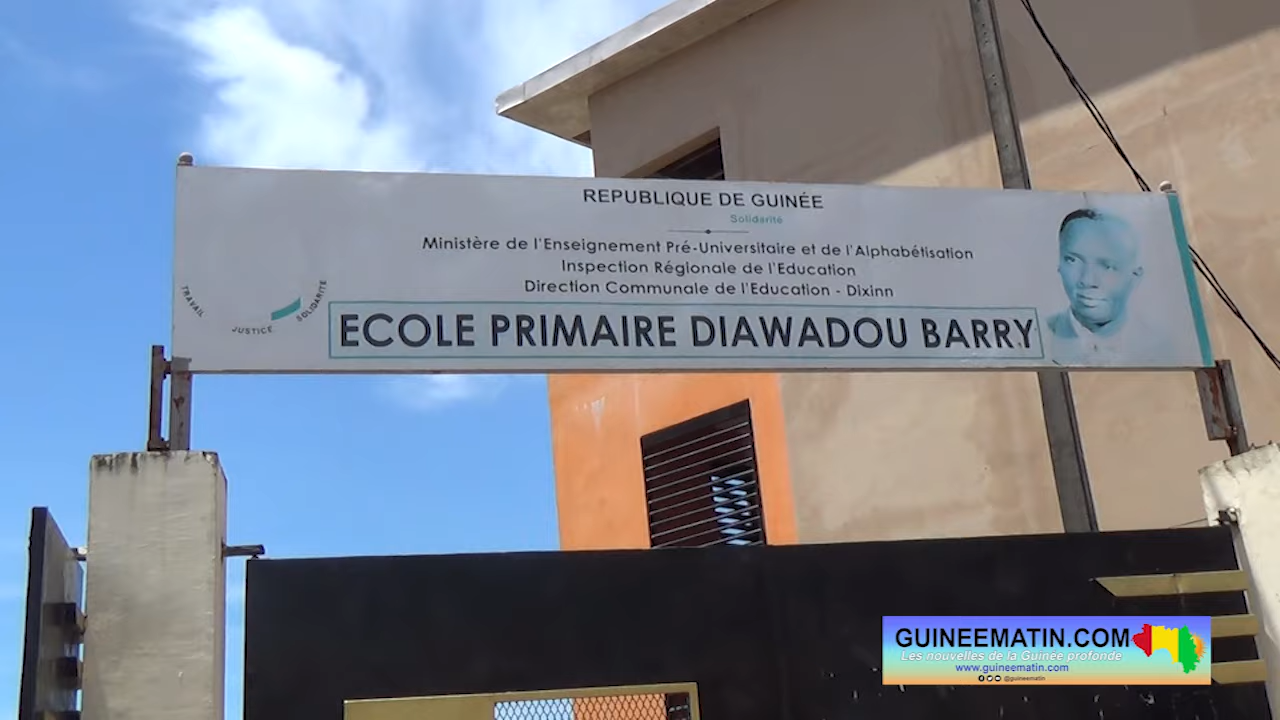 REPUBLIQUE DE GUINÉE
Solidarité
Ministère de l'Enseignement Pré-Universitaire et de l'Alphabétisation
Inspection Régionale de l'Education
Direction Communale de l'Education - Dixinn
TRAVAIL
JUSTICE
SOLIDARITÉ
ECOLE PRIMAIRE DIAWADOU BARRY
GUINEEMATIN.COM
Les nouvelles de la Guinée profonde
www.guineematin.com
@guineematin